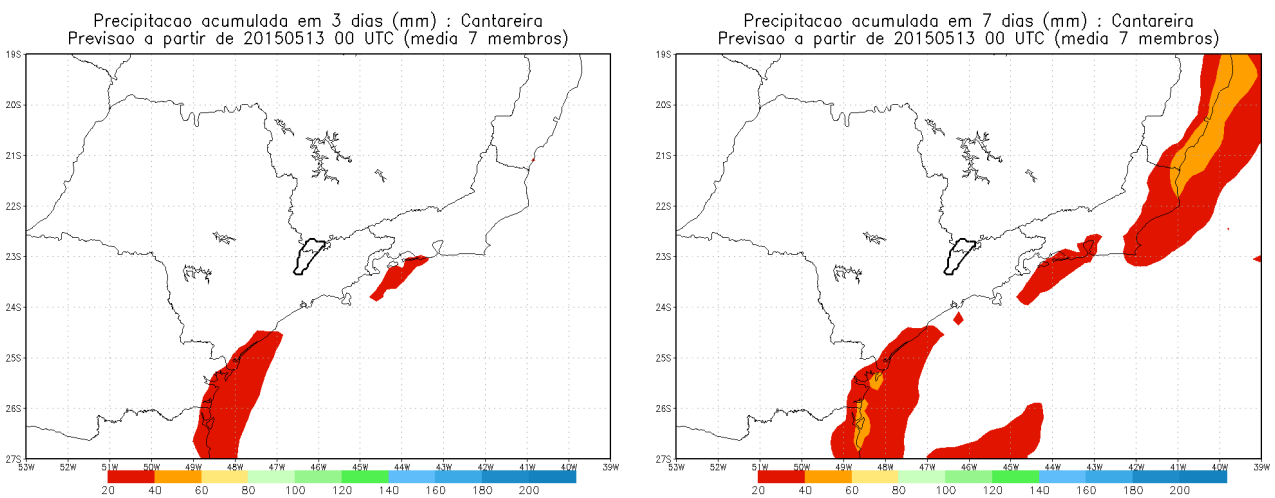 Precipitacao acumulada em 3 dias (mm) : Cantareira
Previsao a partir de 20150513 00 UTC (media 7 membros)
19S
20S
21S
22S
23S
24S
25S
26S
27S
53W 52W 51W 50W 49W 48W 47W 46W 45W 44W 43W 42W 41W 40W 39W
20 40 60 80 100 120 140 160 180 200
Precipitacao acumulada em 7 dias (mm) : Cantareira
Previsao a partir de 20150513 00 UTC (media 7 membros)
19S
20S
21S
22S
23S
24S
25S
26S
27S
53W 52W 51W 50W 49W 48W 47W 46W 45W 44W 43W 42W 41W 40W 39W
20 40 60 80 100 120 140 160 180 200